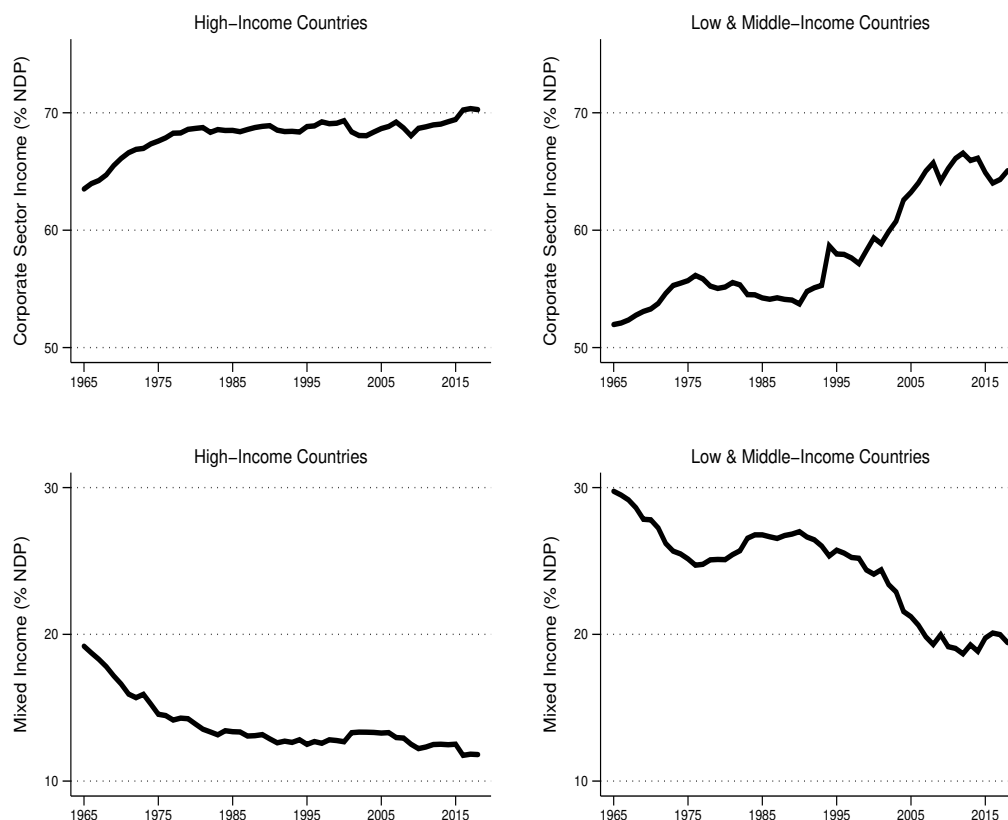 High−Income Countries
Corporate Sector Income (% NDP)
70
60
50
1965 1975 1985 1995 2005 2015
Low & Middle−Income Countries
Corporate Sector Income (% NDP)
70
60
50
1965 1975 1985 1995 2005 2015
High−Income Countries
Mixed Income (% NDP)
30
20
10
1965 1975 1985 1995 2005 2015
Low & Middle−Income Countries
Mixed Income (% NDP)
30
20
10
1965 1975 1985 1995 2005 2015